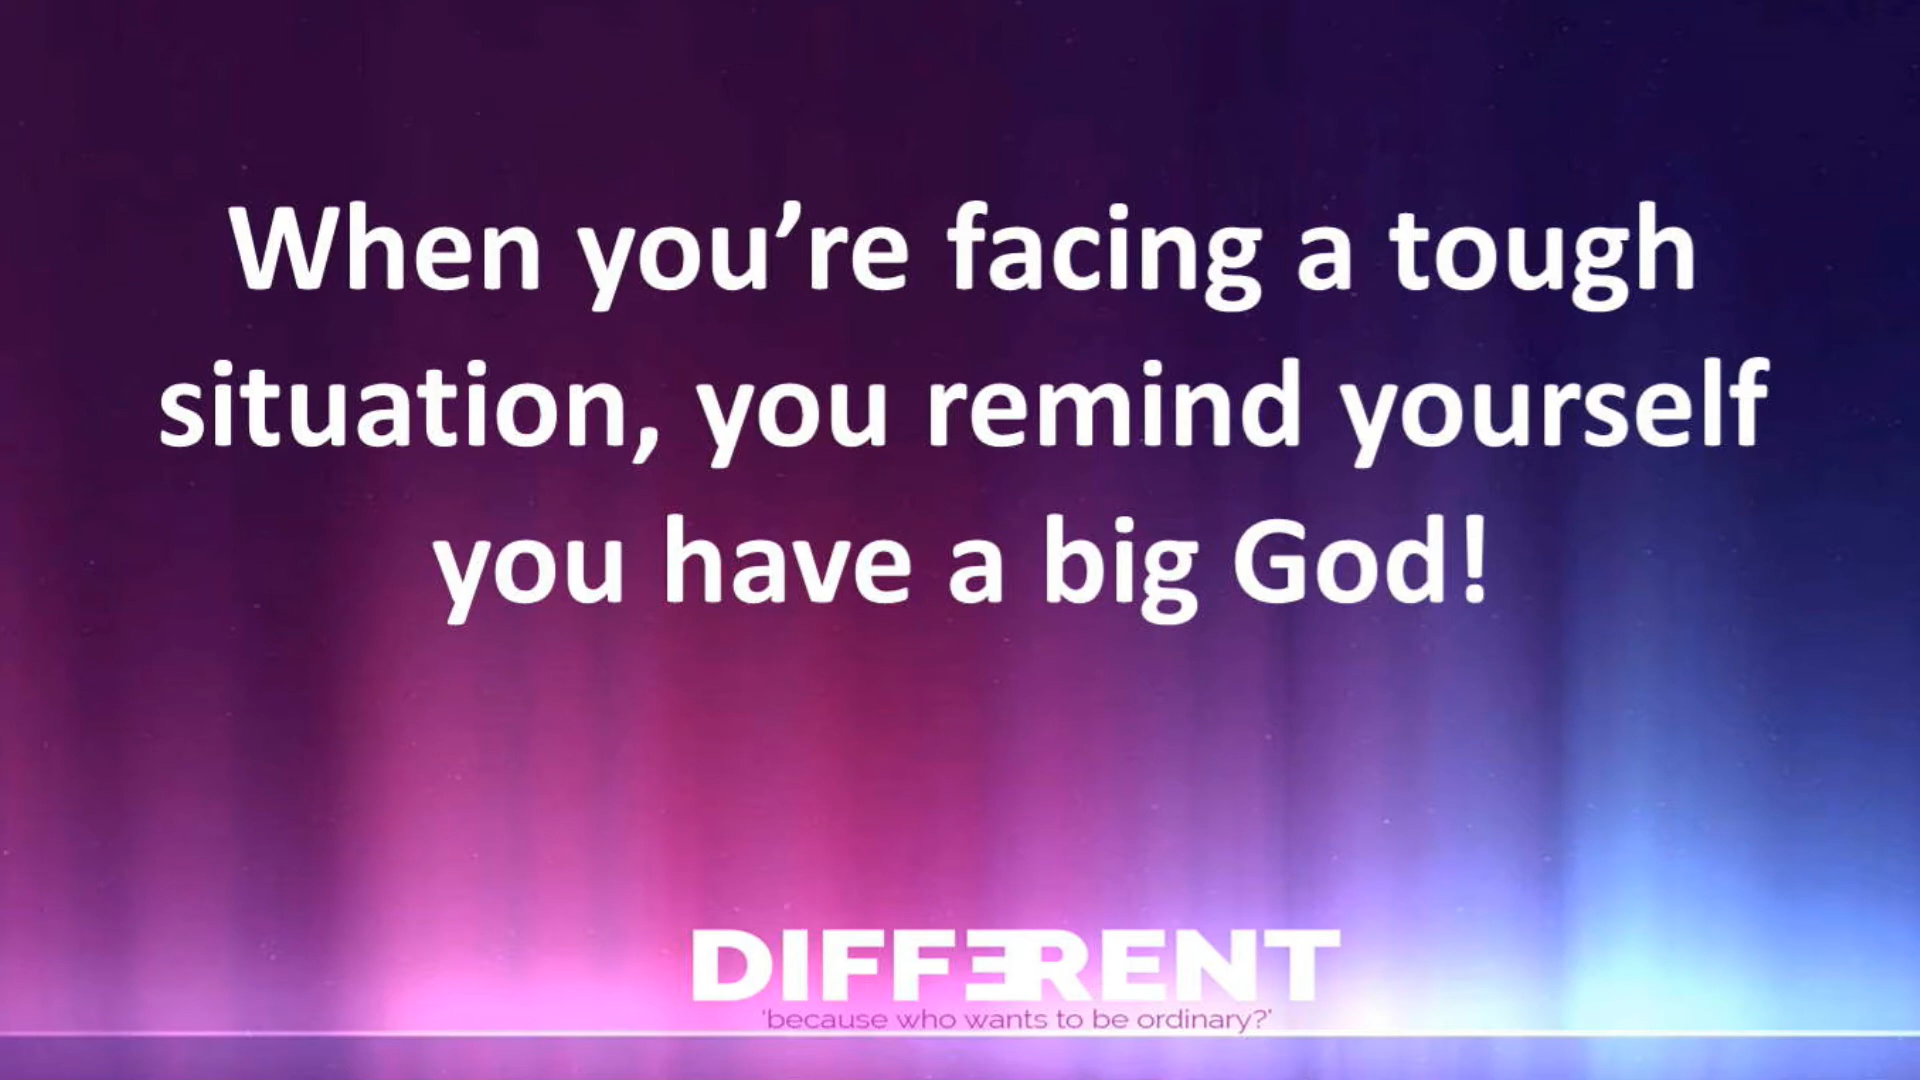 When you’re facing a tough
situation, you remind yourself
you have a big God!
DIFFERENT
'because who wants to be ordinary?'